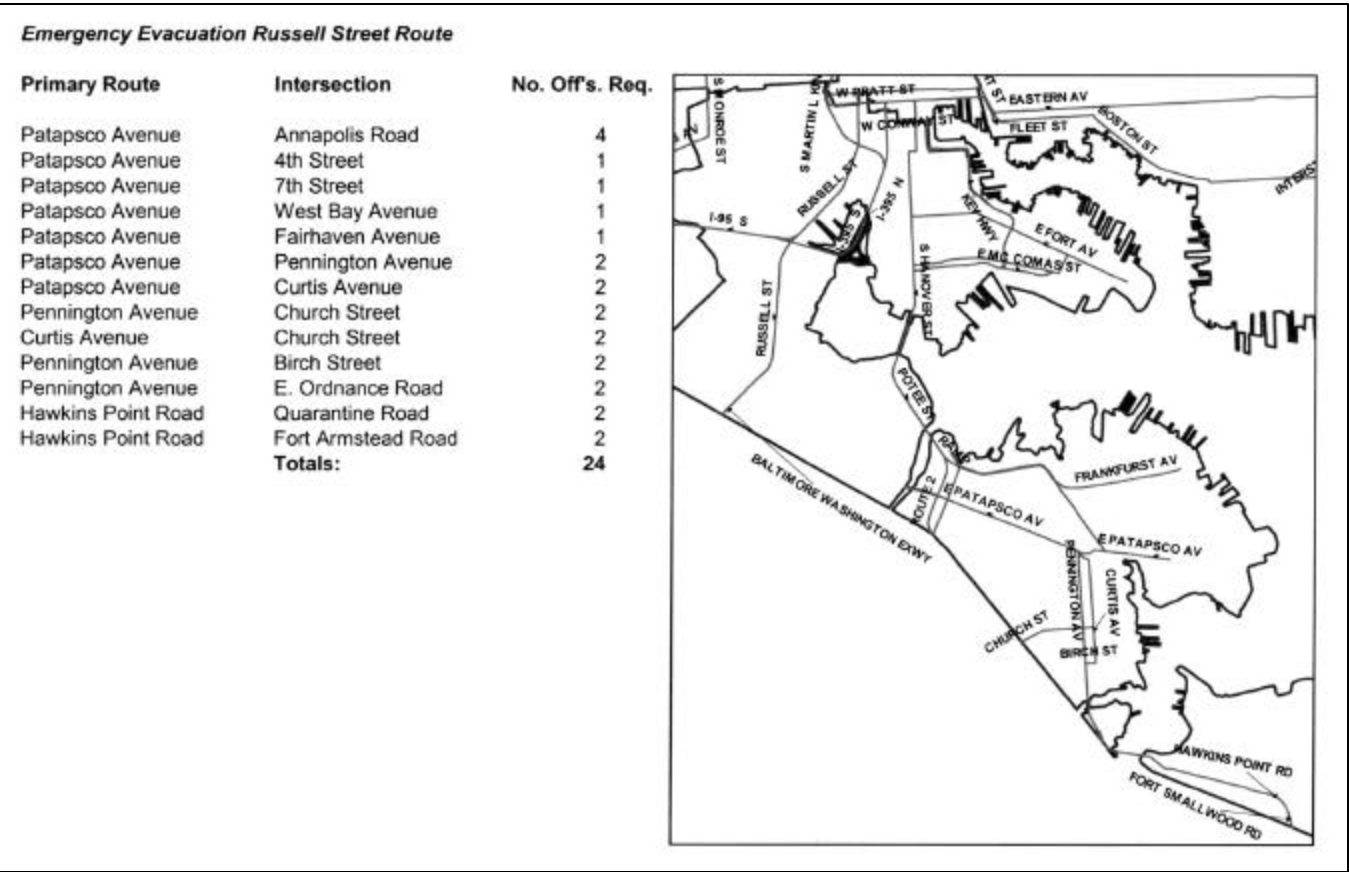 Emergency Evacuation Russell Street Route
Primary Route Intersection No. Off's. Req.
Patapsco Avenue Annapolis Road 4
Patapsco Avenue 4th Street 1
Patapsco Avenue 7th Street 1
Patapsco Avenue West Bay Avenue 1
Patapsco Avenue Fairhaven Avenue 1
Patapsco Avenue Pennington Avenue 2
Patapsco Avenue Curtis Avenue 2
Pennington Avenue Church Street 2
Curtis Avenue Church Street 2
Pennington Avenue Birch Street 2
Pennington Avenue E. Ordnance Road 2
Hawkins Point Road Quarantine Road 2
Hawkins Point Road Fort Armstead Road 2
Totals: 24
S MONROE ST
S MARTIN L
W PRATT ST
W CONWAY ST
EASTERN AV
FLEET ST
BOSTON ST
AV
RUSSELL ST
I-395 N
I-395 S
I-95 S
KEY HWY
E FORT AV
E MC COMAS ST
S HANOVER ST
RUSSELL ST
POTEE ST
RAMP
FRANKFURST AV
ROUTE 2
E PATAPSCO AV
BALTIMORE WASHINGTON EXWY
E PATAPSCO AV
PENNINGTON AV
CURTIS AV
CHURCH ST
BIRCH ST
HAWKINS POINT RD
FORT SMALLWOOD RD